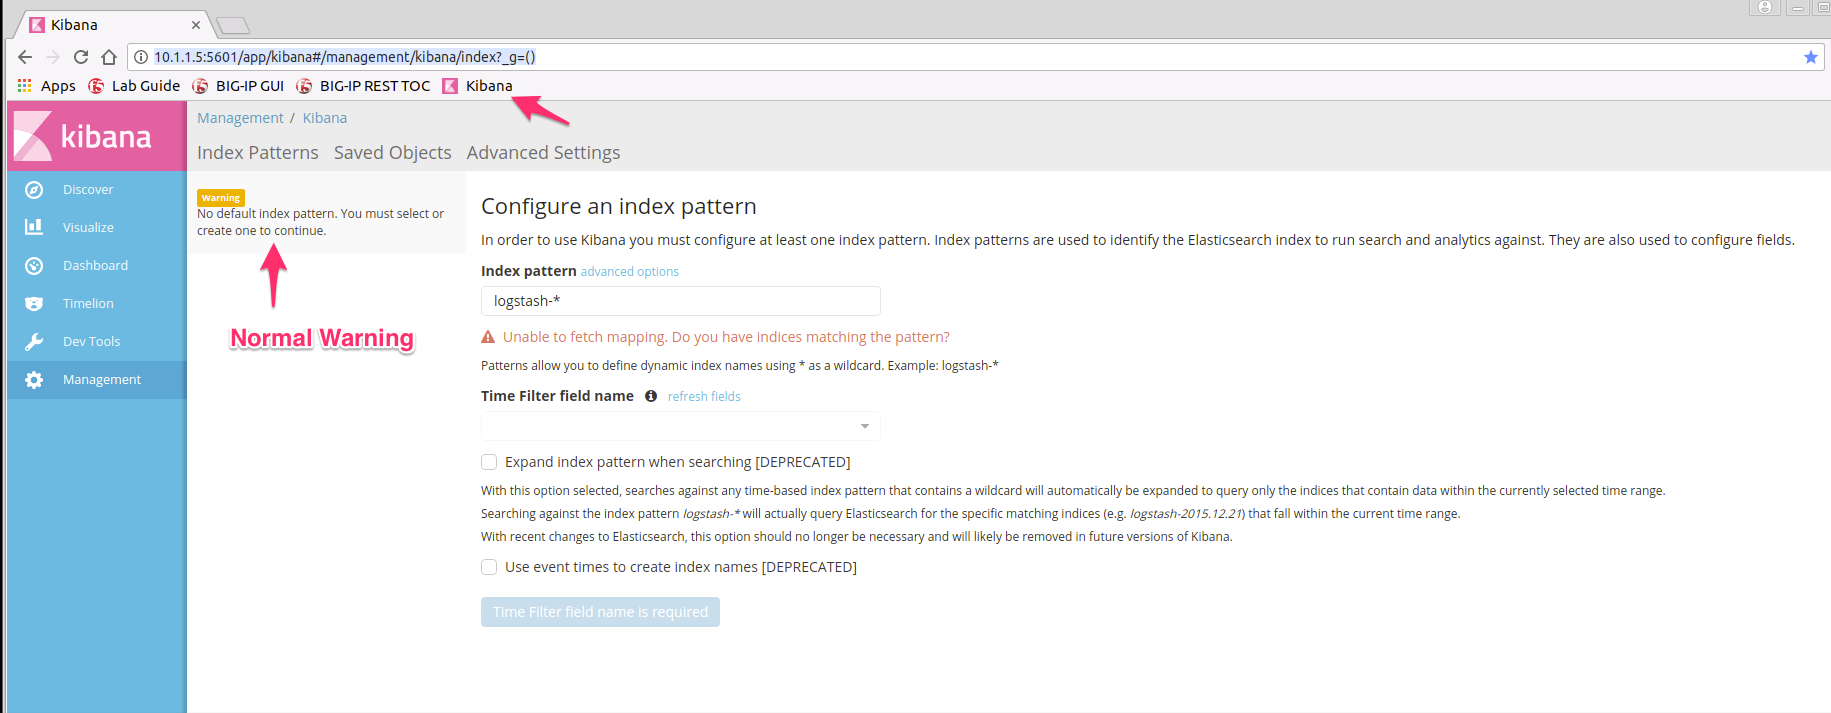 Kibana
10.1.1.5:5601/app/kibana#/management/kibana/index?_g=()
Apps Lab Guide BIG-IP GUI BIG-IP REST TOC Kibana
kibana
Management / Kibana
Index Patterns Saved Objects Advanced Settings
Discover
Visualize
Dashboard
Timelion
Dev Tools
Management
Warning
No default index pattern. You must select or
create one to continue.
Normal Warning
Configure an index pattern
In order to use Kibana you must configure at least one index pattern. Index patterns are used to identify the Elasticsearch index to run search and analytics against. They are also used to configure fields.
Index pattern advanced options
logstash-*
Unable to fetch mapping. Do you have indices matching the pattern?
Patterns allow you to define dynamic index names using * as a wildcard. Example: logstash-*
Time Filter field name refresh fields
Expand index pattern when searching [DEPRECATED]
With this option selected, searches against any time-based index pattern that contains a wildcard will automatically be expanded to query only the indices that contain data within the currently selected time range.
Searching against the index pattern logstash-* will actually query Elasticsearch for the specific matching indices (e.g. logstash-2015.12.21) that fall within the current time range.
With recent changes to Elasticsearch, this option should no longer be necessary and will likely be removed in future versions of Kibana.
Use event times to create index names [DEPRECATED]
Time Filter field name is required